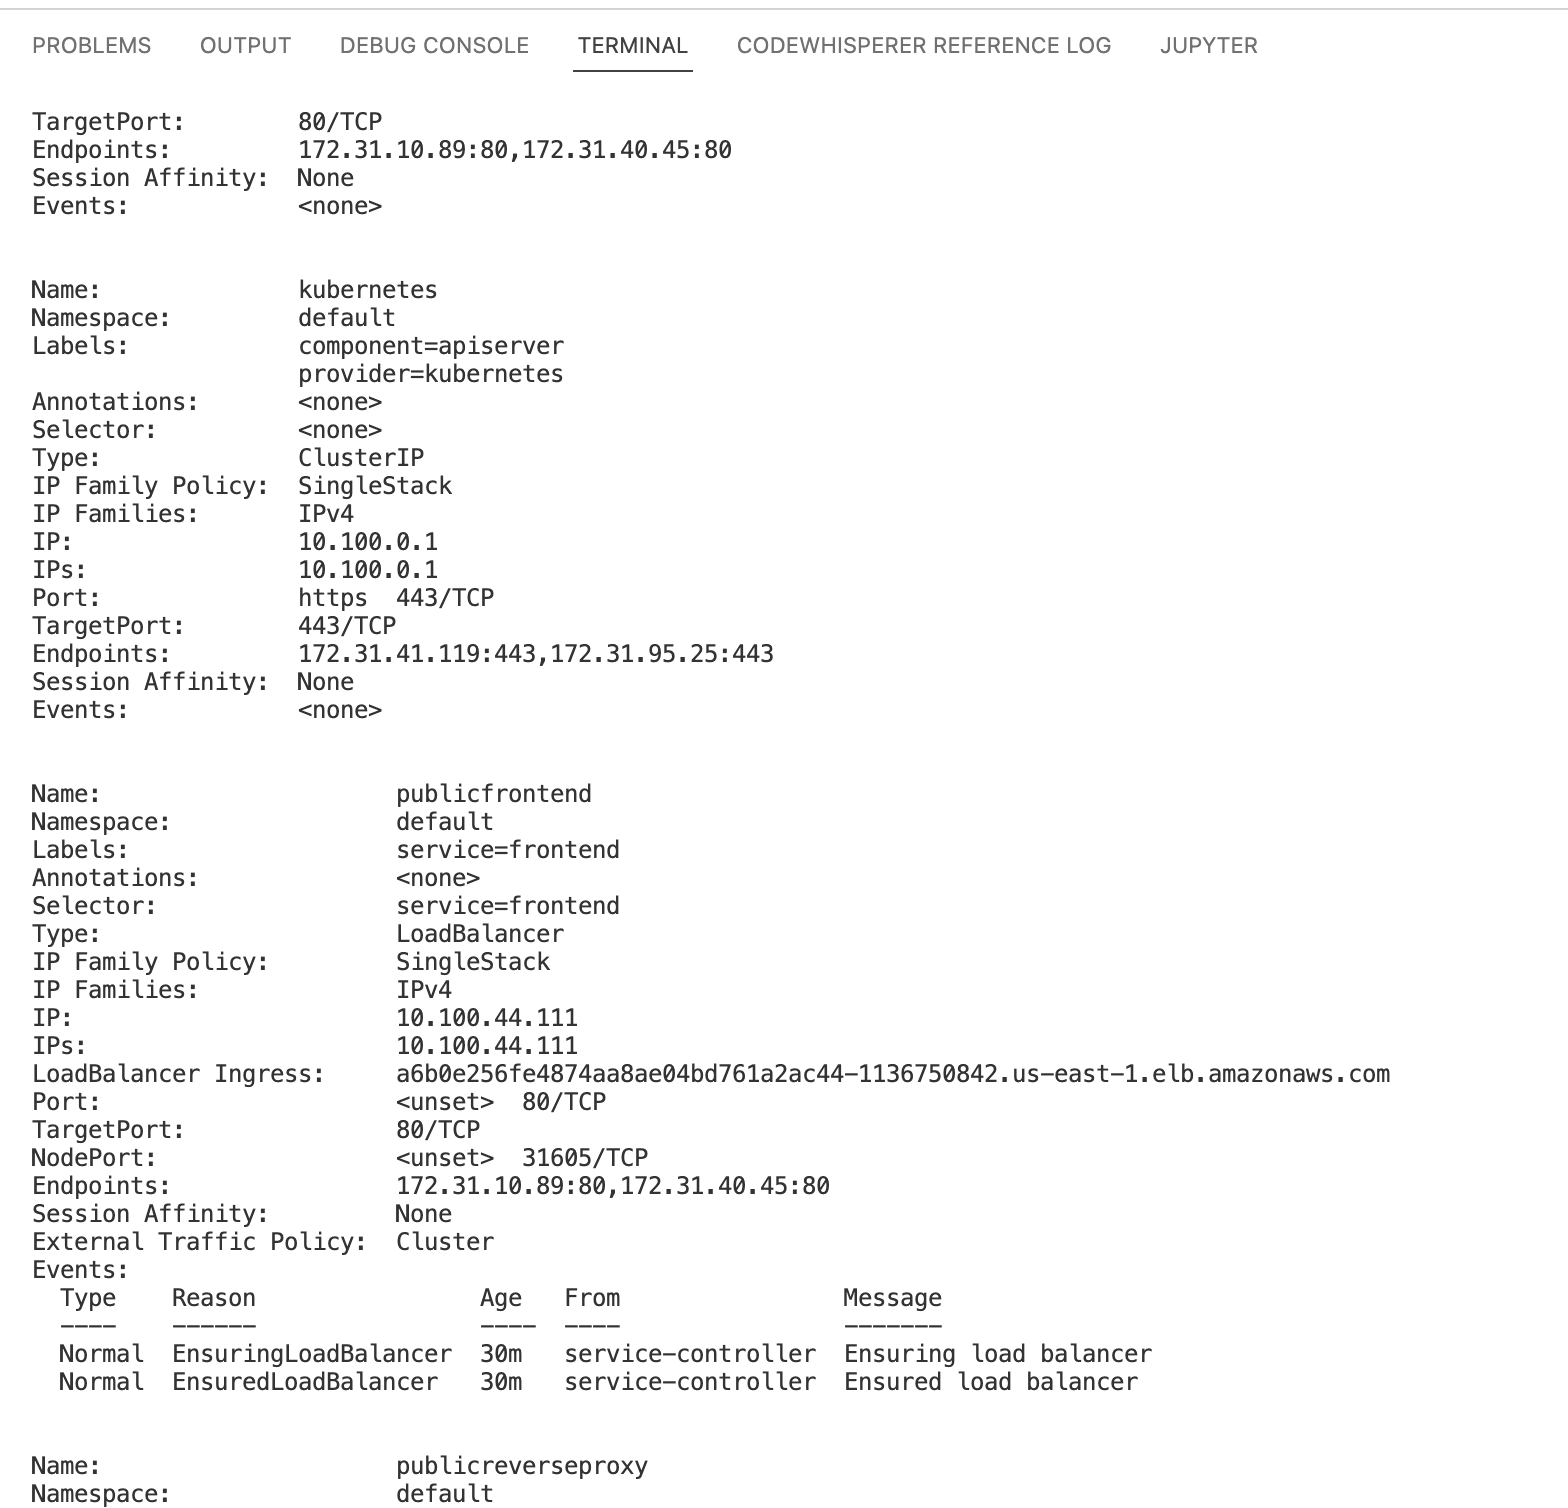 PROBLEMS OUTPUT DEBUG CONSOLE TERMINAL CODEWHISPERER REFERENCE LOG JUPYTER
TargetPort: 80/TCP
Endpoints: 172.31.10.89:80,172.31.40.45:80
Session Affinity: None
Events: <none>
Name: kubernetes
Namespace: default
Labels: component=apiserver
provider=kubernetes
Annotations: <none>
Selector: <none>
Type: ClusterIP
IP Family Policy: SingleStack
IP Families: IPv4
IP: 10.100.0.1
IPs: 10.100.0.1
Port: https 443/TCP
TargetPort: 443/TCP
Endpoints: 172.31.41.119:443,172.31.95.25:443
Session Affinity: None
Events: <none>
Name: publicfrontend
Namespace: default
Labels: service=frontend
Annotations: <none>
Selector: service=frontend
Type: LoadBalancer
IP Family Policy: SingleStack
IP Families: IPv4
IP: 10.100.44.111
IPs: 10.100.44.111
LoadBalancer Ingress: a6b0e256fe4874aa8ae04bd761a2ac44-1136750842.us-east-1.elb.amazonaws.com
Port: <unset> 80/TCP
TargetPort: 80/TCP
NodePort: <unset> 31605/TCP
Endpoints: 172.31.10.89:80,172.31.40.45:80
Session Affinity: None
External Traffic Policy: Cluster
Events:
Type Reason Age From Message
---- ------ ---- ---- -------
Normal EnsuringLoadBalancer 30m service-controller Ensuring load balancer
Normal EnsuredLoadBalancer 30m service-controller Ensured load balancer
Name: publicreverseproxy
Namespace: default